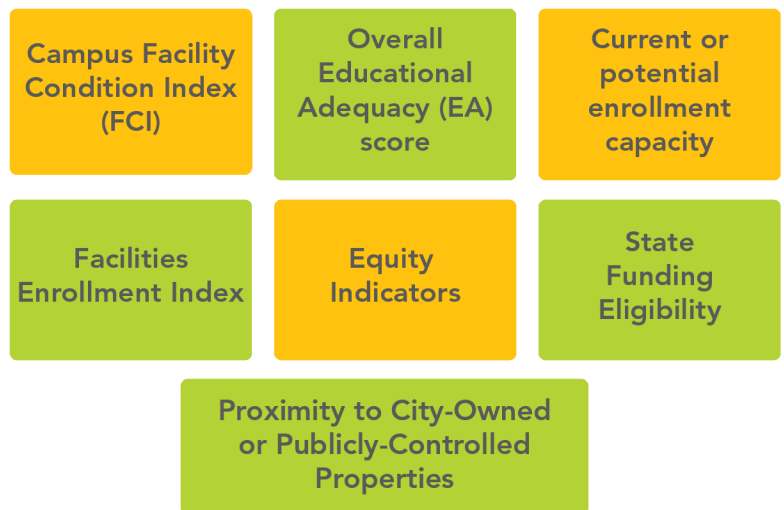 Campus Facility
Condition Index
(FCI)
Overall
Educational
Adequacy (EA)
score
Current or
potential
enrollment
capacity
Facilities
Enrollment Index
Equity
Indicators
State
Funding
Eligibility
Proximity to City-Owned
or Publicly-Controlled
Properties